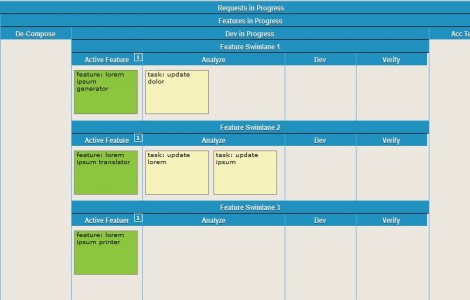 Requests in Progress
Features in Progress
De-Compose
Dev in Progress
Acc To
Feature Swimlane 1
Active Feature 1
Analyze
Dev
Verify
feature: lorem
ipsum
generator
task: update
dolor
Feature Swimlane 2
Active Feature 1
Analyze
Dev
Verify
feature: lorem
ipsum translator
task: update
lorem
task: update
ipsum
Feature Swimlane 3
Active Featuer 1
Analyze
Dev
Verify
feature: lorem
ipsum printer